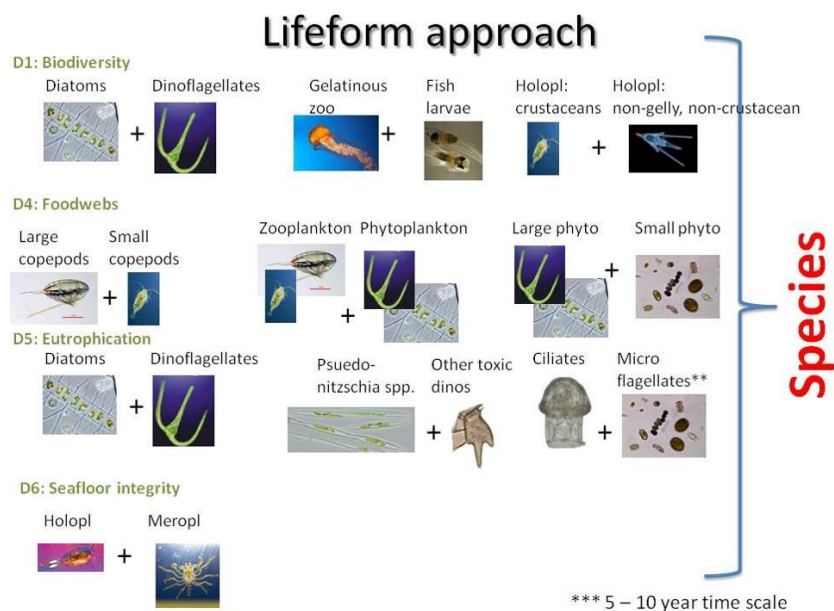 Lifeform approach
D1: Biodiversity
Diatoms
Dinoflagellates
Gelatinous
zoo
Fish
larvae
Holopl:
crustaceans
Holopl:
non-gelly, non-crustacean
+
+
+
D4: Foodwebs
Large
copepods
Small
copepods
Zooplankton
Phytoplankton
Large phyto
Small phyto
+
+
+
D5: Eutrophication
Diatoms
Dinoflagellates
Psuedo-
nitzschia spp.
Other toxic
dinos
Ciliates
Micro
flagellates**
+
+
+
D6: Seafloor integrity
Holopl
Meropl
+
Species
*** 5 – 10 year time scale